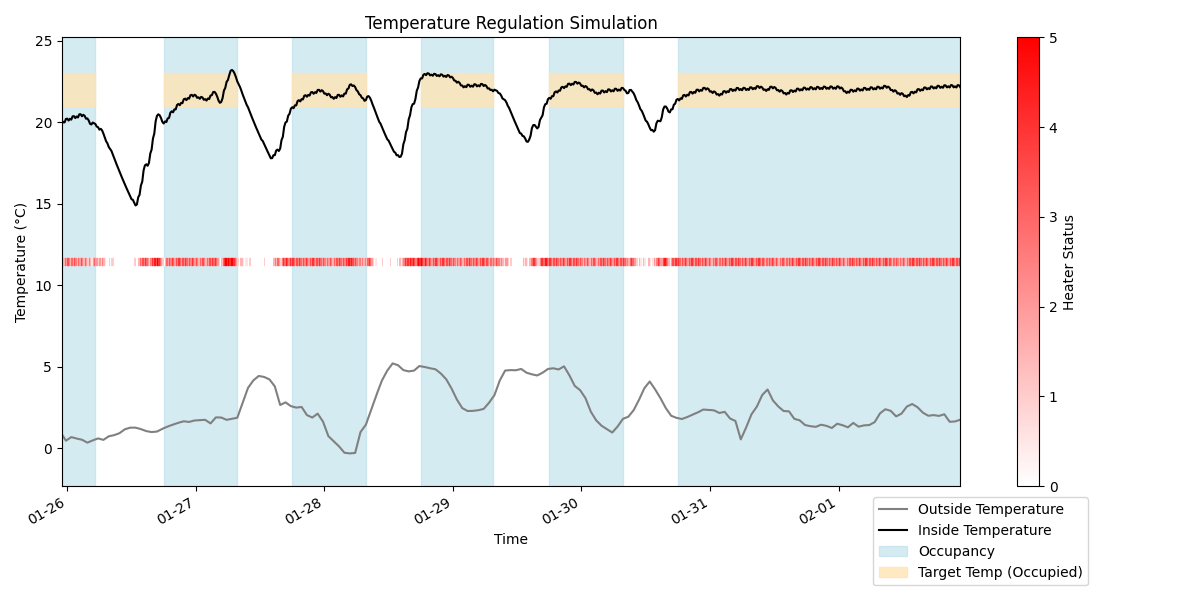 Temperature Regulation Simulation
25
20
15
10
5
0
Temperature (°C)
01-26
01-27
01-28
01-29
01-30
01-31
02-01
Time
5
4
3
2
1
0
Heater Status
Outside Temperature
Inside Temperature
Occupancy
Target Temp (Occupied)